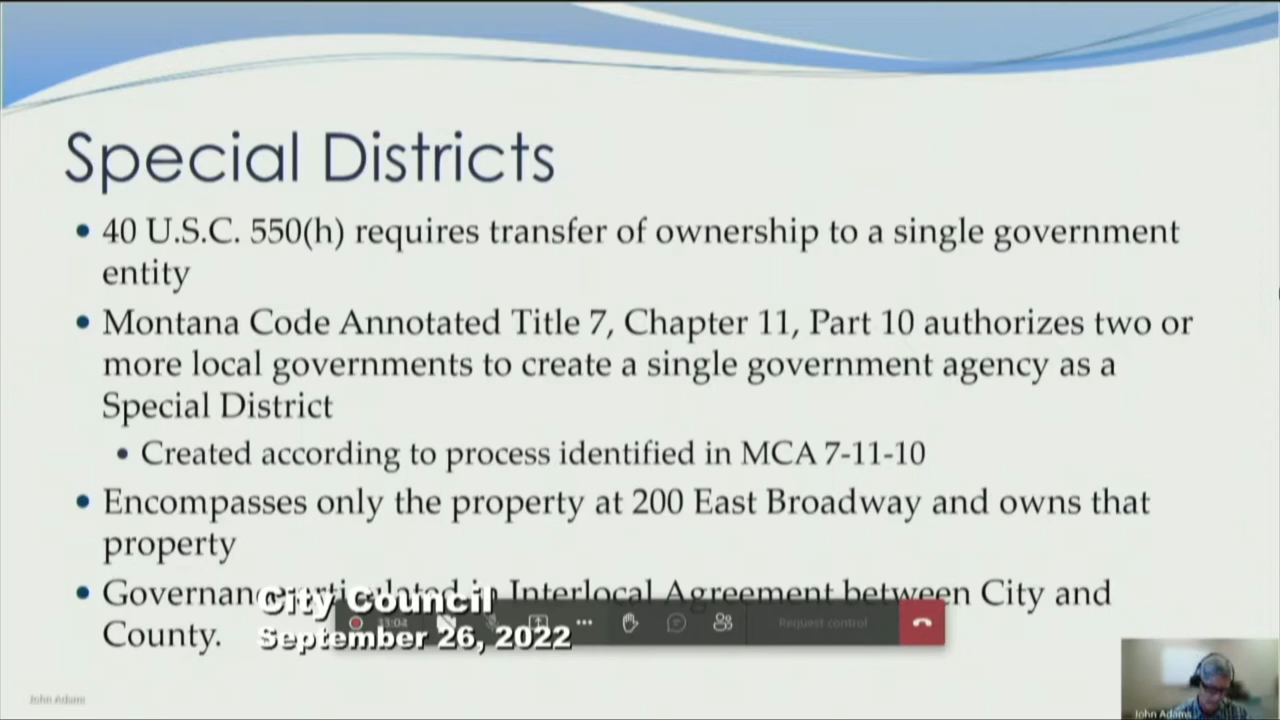 Special Districts
• 40 U.S.C. 550(h) requires transfer of ownership to a single government
entity
• Montana Code Annotated Title 7, Chapter 11, Part 10 authorizes two or
more local governments to create a single government agency as a
Special District
• Created according to process identified in MCA 7-11-10
• Encompasses only the property at 200 East Broadway and owns that
property
• Governance articulated in Interlocal Agreement between City and
County.
City Council
September 26, 2022
13:04
Request control
John Adams
John Adams